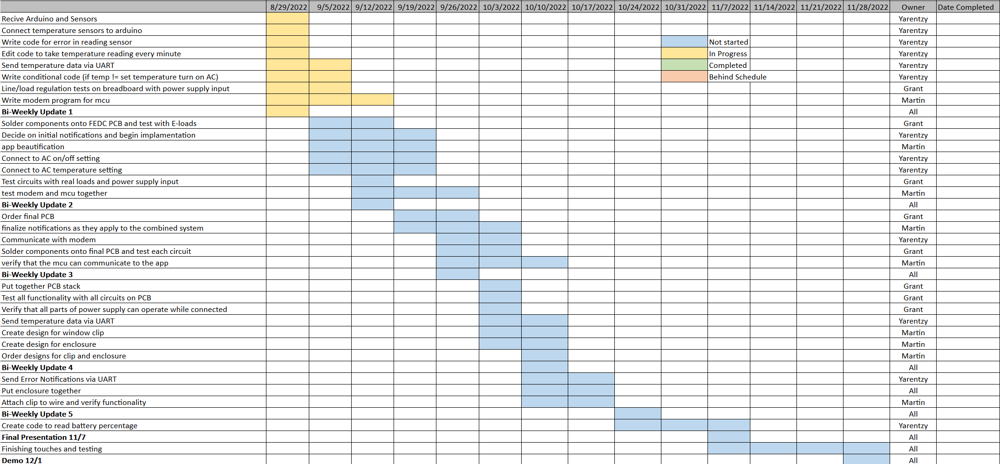 8/29/2022 9/5/2022 9/12/2022 9/19/2022 9/26/2022 10/3/2022 10/10/2022 10/17/2022 10/24/2022 10/31/2022 11/7/2022 11/14/2022 11/21/2022 11/28/2022 Owner Date Completed
Recive Arduino and Sensors Yarentzy
Connect temperature sensors to arduino Yarentzy
Write code for error in reading sensor Not started Yarentzy
Edit code to take temperature reading every minute In Progress Yarentzy
Send temperature data via UART Completed Yarentzy
Write conditional code (if temp != set temperature turn on AC) Behind Schedule Yarentzy
Line/load regulation tests on breadboard with power supply input Grant
Write modem program for mcu Martin
Bi-Weekly Update 1 All
Solder components onto FEDC PCB and test with E-loads Grant
Decide on initial notifications and begin implamentation Yarentzy
app beautification Martin
Connect to AC on/off setting Yarentzy
Connect to AC temperature setting Yarentzy
Test circuits with real loads and power supply input Grant
test modem and mcu together Martin
Bi-Weekly Update 2 All
Order final PCB Grant
finalize notifications as they apply to the combined system Martin
Communicate with modem Yarentzy
Solder components onto final PCB and test each circuit Grant
verify that the mcu can communicate to the app Martin
Bi-Weekly Update 3 All
Put together PCB stack Grant
Test all functionality with all circuits on PCB Grant
Verify that all parts of power supply can operate while connected Grant
Send temperature data via UART Yarentzy
Create design for window clip Martin
Create design for enclosure Martin
Order designs for clip and enclosure Martin
Bi-Weekly Update 4 All
Send Error Notifications via UART Yarentzy
Put enclosure together All
Attach clip to wire and verify functionality Martin
Bi-Weekly Update 5 All
Create code to read battery percentage Yarentzy
Final Presentation 11/7 All
Finishing touches and testing All
Demo 12/1 All